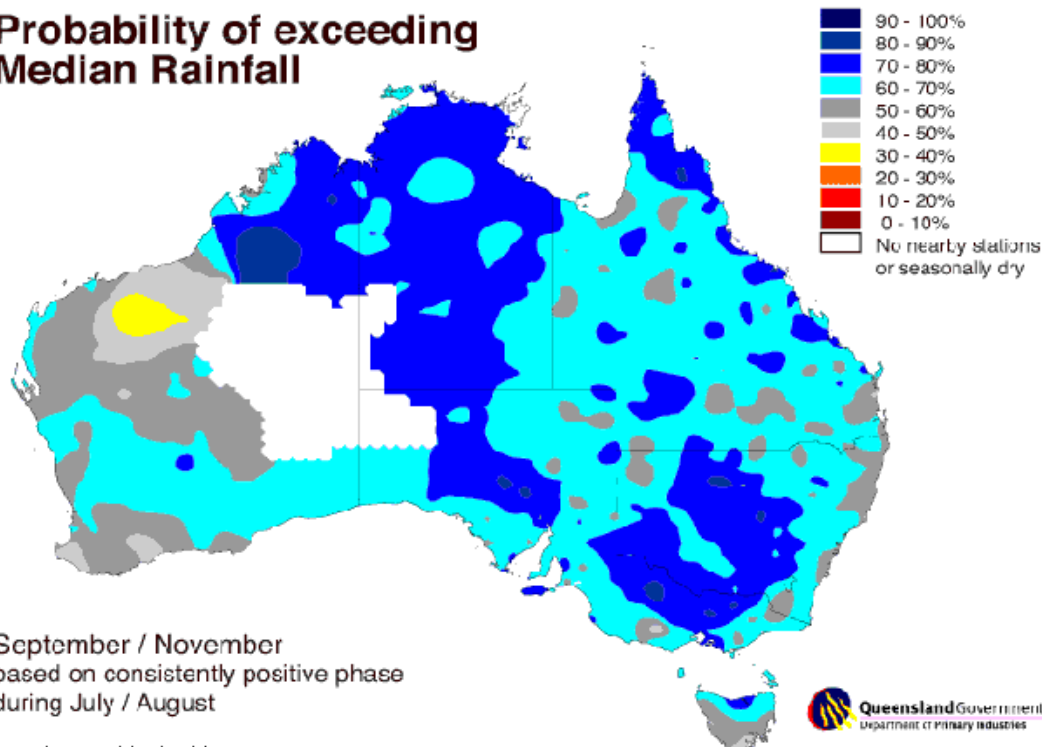 Probability of exceeding
Median Rainfall
90 - 100%
80 - 90%
70 - 80%
60 - 70%
50 - 60%
40 - 50%
30 - 40%
20 - 30%
10 - 20%
0 - 10%
No nearby stations
or seasonally dry
September / November
based on consistently positive phase
during July / August
Queensland Government
Department of Primary Industries